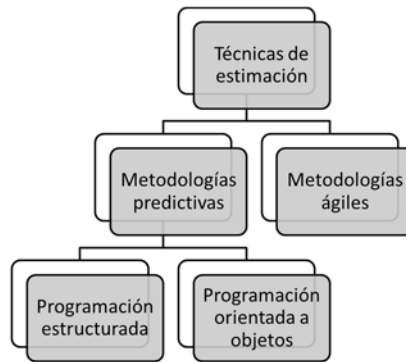 Técnicas de
estimación
Metodologías
predictivas
Metodologías
ágiles
Programación
estructurada
Programación
orientada a
objetos